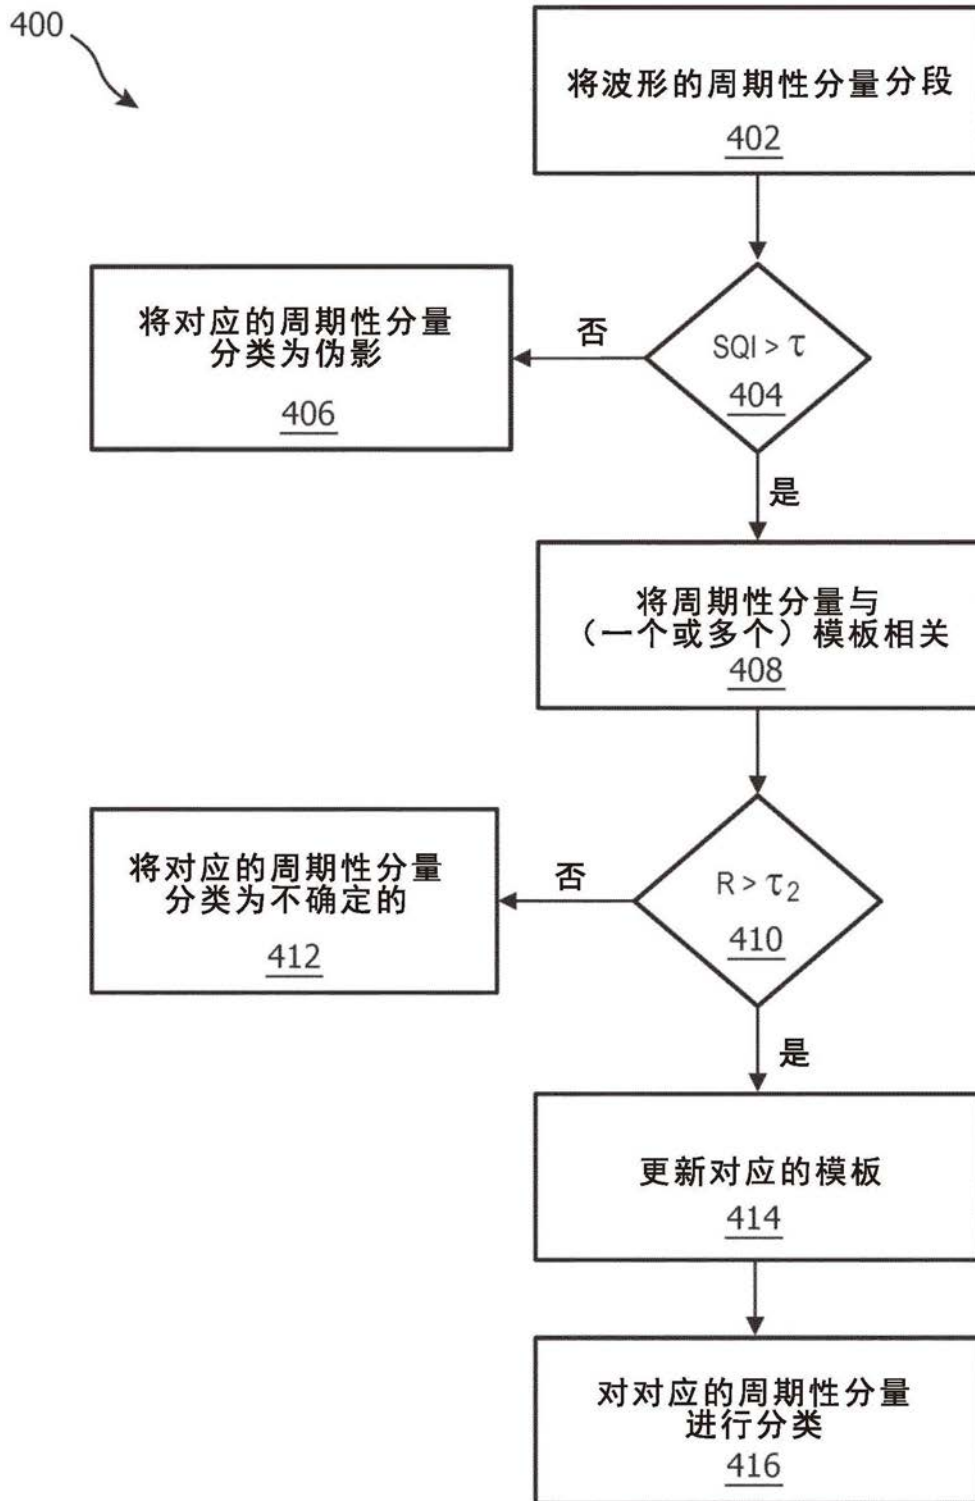 400
将波形的周期性分量分段
402
将对应的周期性分量
分类为伪影
406
否
SQI > τ
404
是
将周期性分量与
（一个或多个）模板相关
408
将对应的周期性分量
分类为不确定的
412
否
R > τ₂
410
是
更新对应的模板
414
对对应的周期性分量
进行分类
416